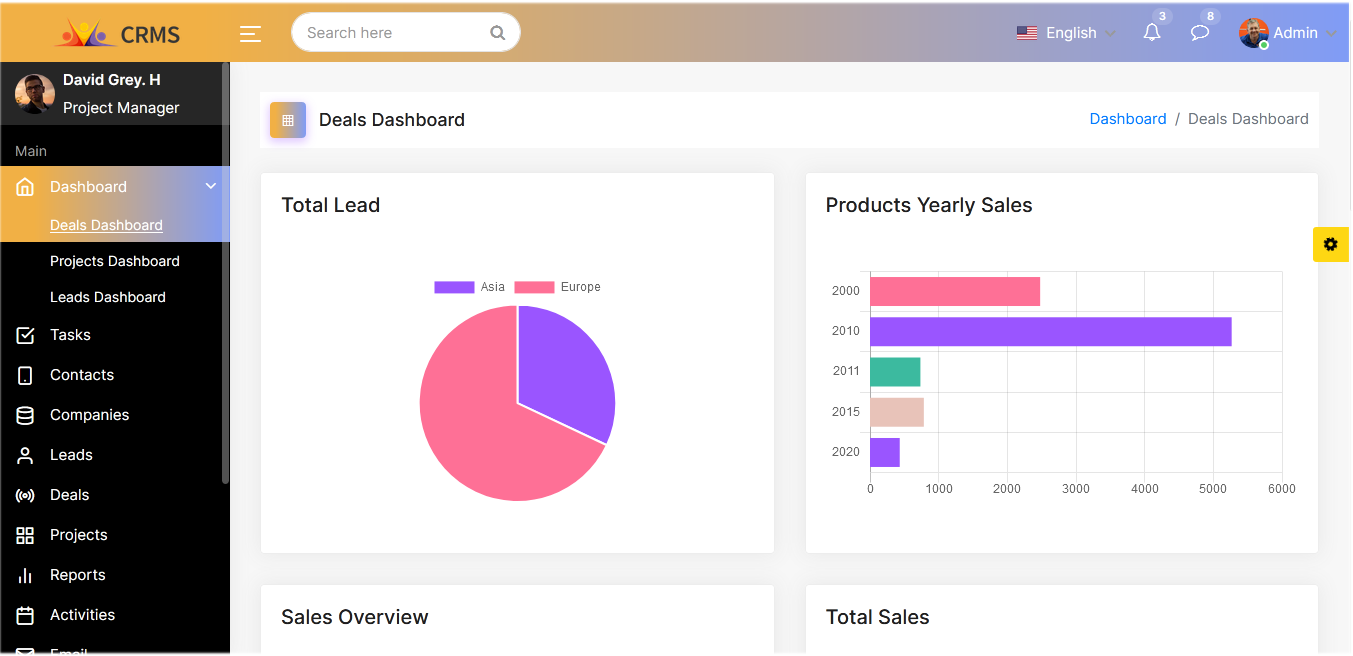 CRMS
Search here
English
3
8
Admin
David Grey. H
Project Manager
Main
Dashboard
Deals Dashboard
Projects Dashboard
Leads Dashboard
Tasks
Contacts
Companies
Leads
Deals
Projects
Reports
Activities
Email
Deals Dashboard
Dashboard / Deals Dashboard
Total Lead
Asia Europe
Products Yearly Sales
2000
2010
2011
2015
2020
0 1000 2000 3000 4000 5000 6000
Sales Overview
Total Sales